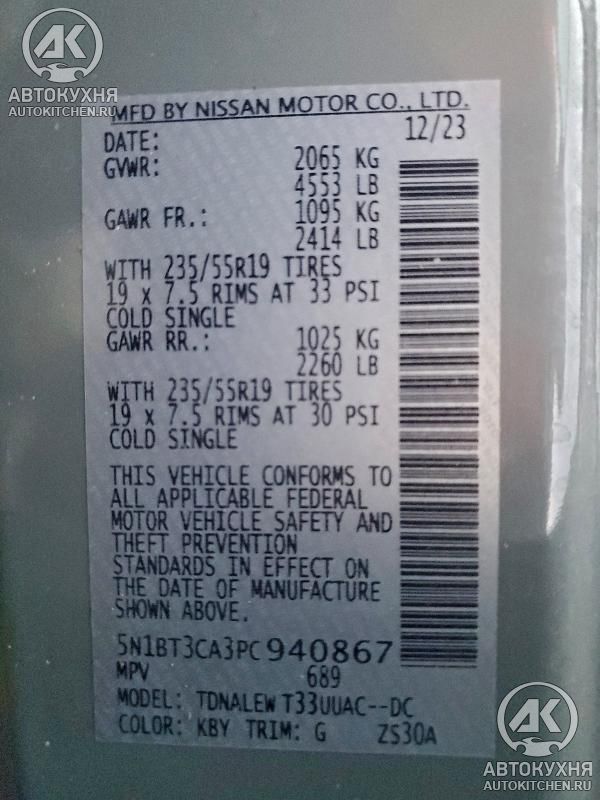 AK
АВТОКУХНЯ
AUTOKITCHEN.RU
MFD BY NISSAN MOTOR CO., LTD.
DATE: 12/23
GVWR: 2065 KG
4553 LB
GAWR FR.: 1095 KG
2414 LB
WITH 235/55R19 TIRES
19 x 7.5 RIMS AT 33 PSI
COLD SINGLE
GAWR RR.: 1025 KG
2260 LB
WITH 235/55R19 TIRES
19 x 7.5 RIMS AT 30 PSI
COLD SINGLE
THIS VEHICLE CONFORMS TO
ALL APPLICABLE FEDERAL
MOTOR VEHICLE SAFETY AND
THEFT PREVENTION
STANDARDS IN EFFECT ON
THE DATE OF MANUFACTURE
SHOWN ABOVE.
5N1BT3CA3PC940867
MPV 689
MODEL: TDNALEW T33UUAC--DC
COLOR: KBY TRIM: G ZS30A
AK
АВТОКУХНЯ
AUTOKITCHEN.RU